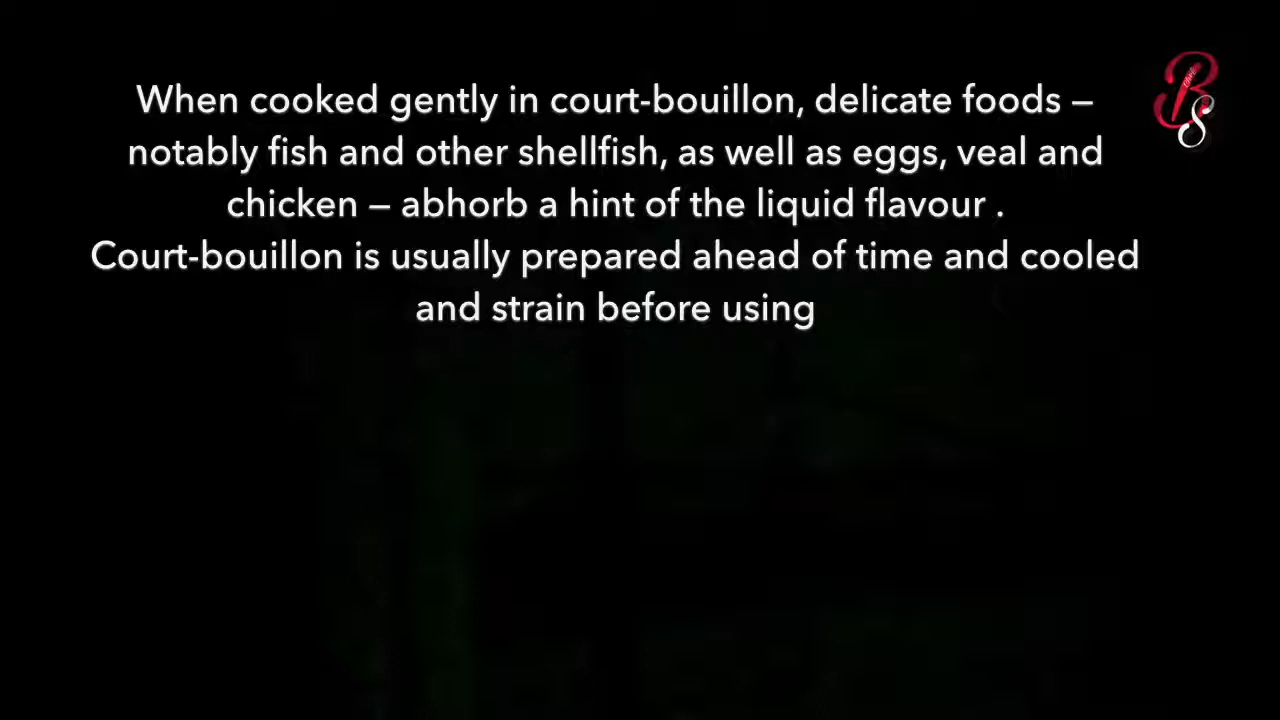 When cooked gently in court-bouillon, delicate foods –
notably fish and other shellfish, as well as eggs, veal and
chicken – abhorb a hint of the liquid flavour .
Court-bouillon is usually prepared ahead of time and cooled
and strain before using
BS